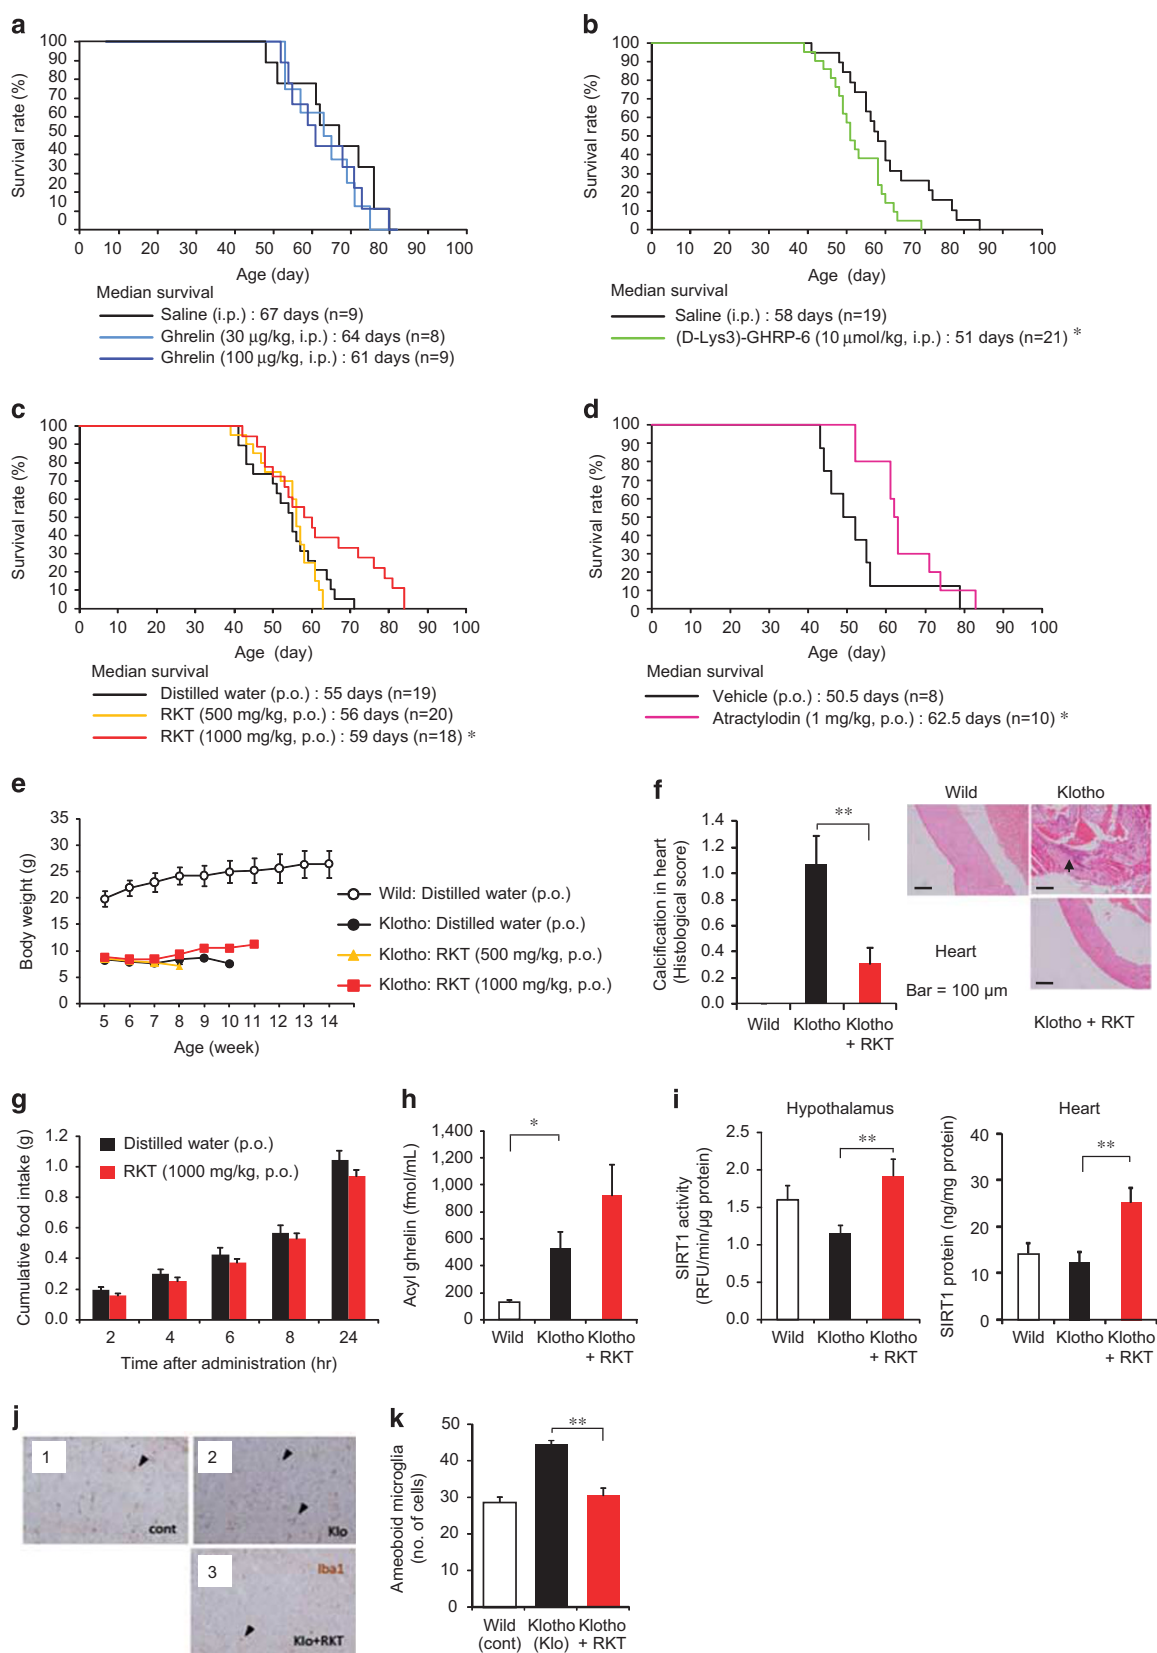 a
Survival rate (%)
100
90
80
70
60
50
40
30
20
10
0
0 10 20 30 40 50 60 70 80 90 100
Age (day)
Median survival
Saline (i.p.) : 67 days (n=9)
Ghrelin (30 µg/kg, i.p.) : 64 days (n=8)
Ghrelin (100 µg/kg, i.p.) : 61 days (n=9)
b
Survival rate (%)
100
90
80
70
60
50
40
30
20
10
0
0 10 20 30 40 50 60 70 80 90 100
Age (day)
Median survival
Saline (i.p.) : 58 days (n=19)
(D-Lys3)-GHRP-6 (10 µmol/kg, i.p.) : 51 days (n=21) *
c
Survival rate (%)
100
90
80
70
60
50
40
30
20
10
0
0 10 20 30 40 50 60 70 80 90 100
Age (day)
Median survival
Distilled water (p.o.) : 55 days (n=19)
RKT (500 mg/kg, p.o.) : 56 days (n=20)
RKT (1000 mg/kg, p.o.) : 59 days (n=18) *
d
Survival rate (%)
100
90
80
70
60
50
40
30
20
10
0
0 10 20 30 40 50 60 70 80 90 100
Age (day)
Median survival
Vehicle (p.o.) : 50.5 days (n=8)
Atractylodin (1 mg/kg, p.o.) : 62.5 days (n=10) *
e
Body weight (g)
35
30
25
20
15
10
5
0
5 6 7 8 9 10 11 12 13 14
Age (week)
Wild: Distilled water (p.o.)
Klotho: Distilled water (p.o.)
Klotho: RKT (500 mg/kg, p.o.)
Klotho: RKT (1000 mg/kg, p.o.)
f
Calcification in heart
(Histological score)
1.4
1.2
1.0
0.8
0.6
0.4
0.2
0.0
**
Wild Klotho Klotho
+ RKT
Wild Klotho
Heart
Bar = 100 µm
Klotho + RKT
g
Cumulative food intake (g)
1.2
1.0
0.8
0.6
0.4
0.2
0.0
Distilled water (p.o.)
RKT (1000 mg/kg, p.o.)
2 4 6 8 24
Time after administration (hr)
h
Acyl ghrelin (fmol/mL)
1,400
1,200
1,000
800
600
400
200
0
*
Wild Klotho Klotho
+ RKT
i
Hypothalamus
SIRT1 activity
(RFU/min/µg protein)
2.5
2.0
1.5
1.0
0.5
0.0
**
Wild Klotho Klotho
+ RKT
Heart
SIRT1 protein (ng/mg protein)
40
30
20
10
0
**
Wild Klotho Klotho
+ RKT
j
1
cont
2
Klo
3
Iba1
Klo+RKT
k
Ameoboid microglia
(no. of cells)
50
40
30
20
10
0
**
Wild Klotho Klotho
(cont) (Klo) + RKT